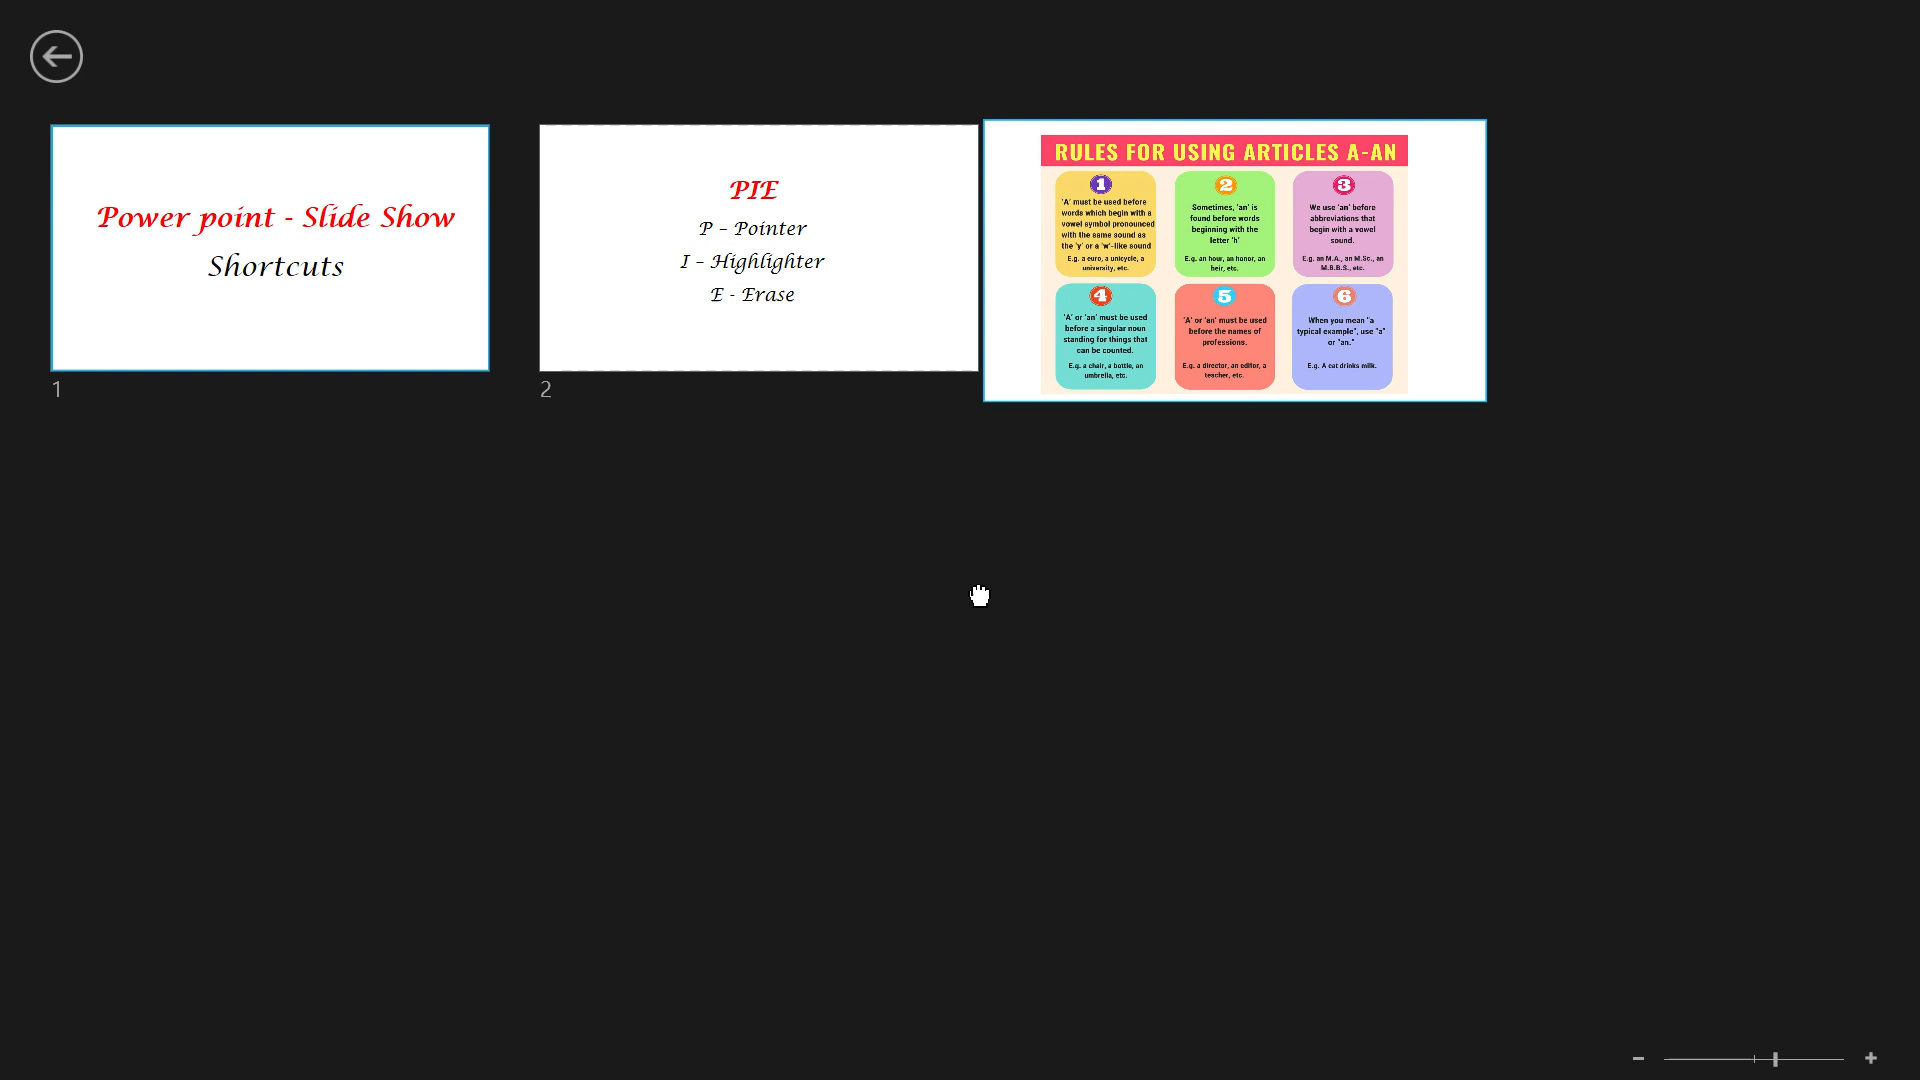 Power point - Slide Show
Shortcuts
1
PIE
P – Pointer
I – Highlighter
E - Erase
2
RULES FOR USING ARTICLES A-AN
1
'A' must be used before
words which begin with a
vowel symbol pronounced
with the same sound as
the 'y' or a 'w'-like sound
E.g. a euro, a unicycle, a
university, etc.
2
Sometimes, 'an' is
found before words
beginning with the
letter 'h'
E.g. an hour, an honor, an
heir, etc.
3
We use 'an' before
abbreviations that
begin with a vowel
sound.
E.g. an M.A., an M.Sc., an
M.B.B.S., etc.
4
'A' or 'an' must be used
before a singular noun
standing for things that
can be counted.
E.g. a chair, a bottle, an
umbrella, etc.
5
'A' or 'an' must be used
before the names of
professions.
E.g. a director, an editor, a
teacher, etc.
6
When you mean "a
typical example", use "a"
or "an."
E.g. A cat drinks milk.